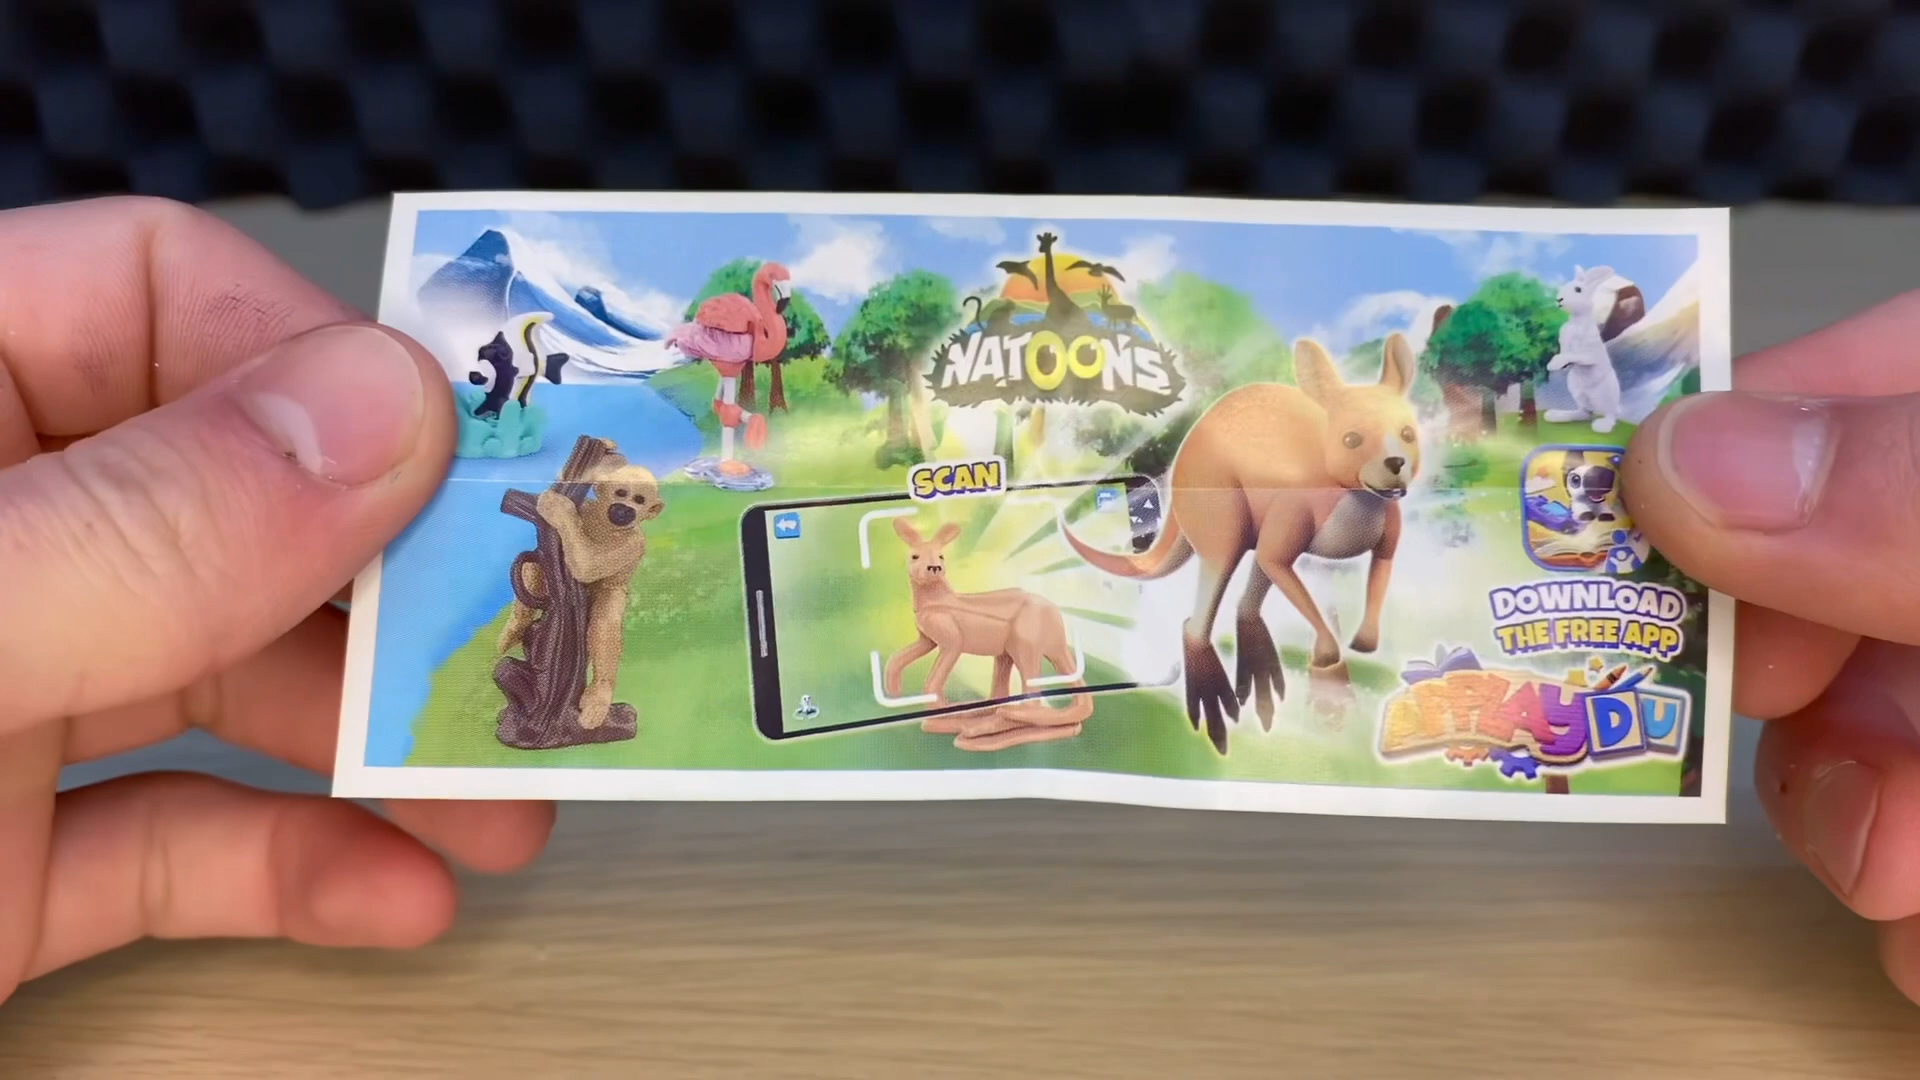 NATOONS
SCAN
DOWNLOAD
THE FREE APP
APPLAYDU